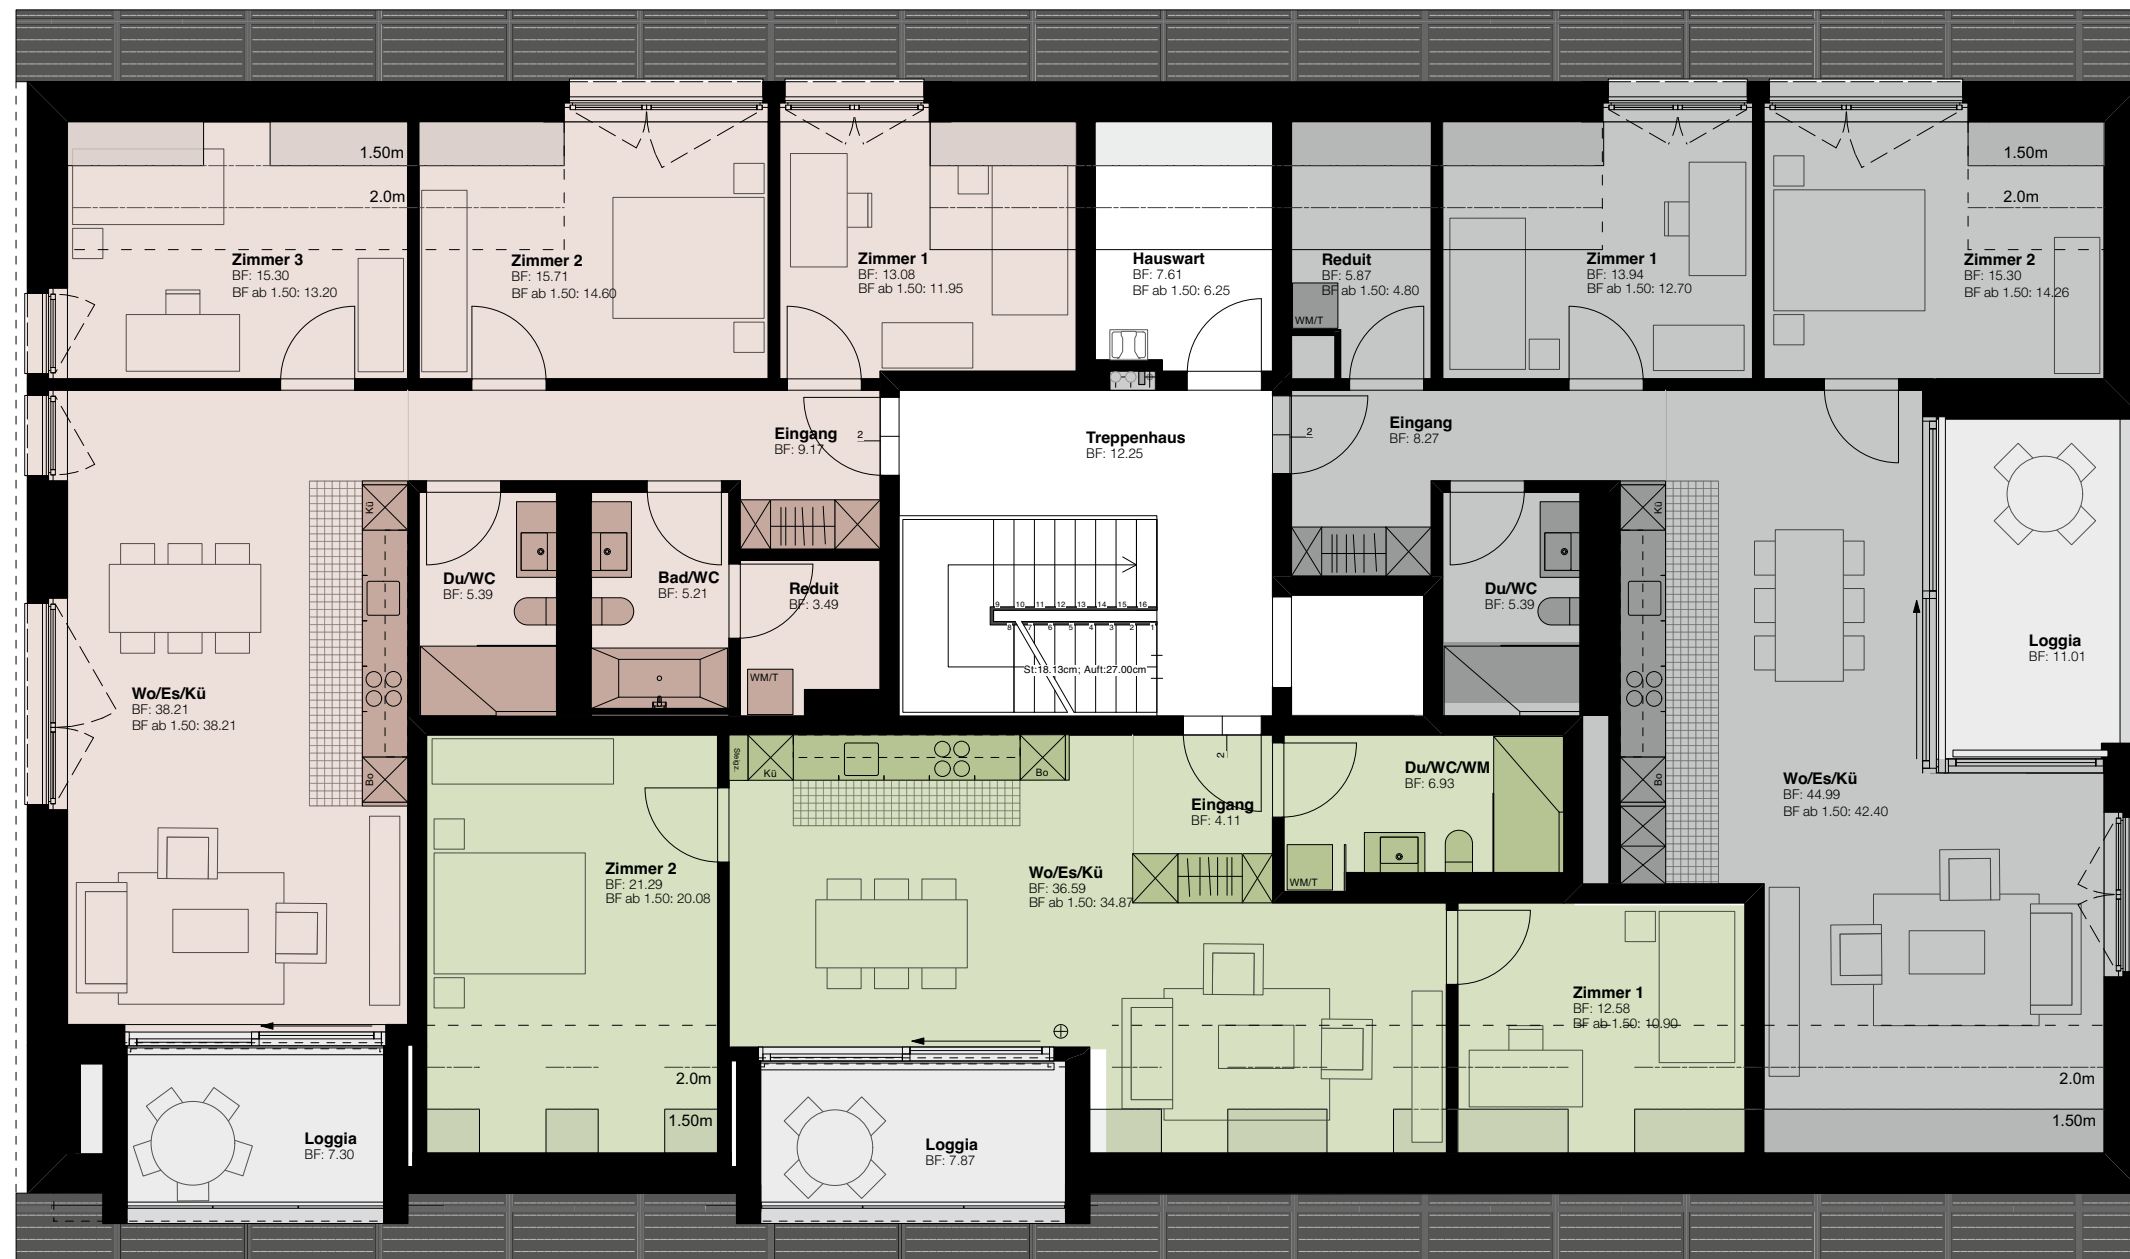 1.50m
2.0m
Zimmer 3
BF: 15.30
BF ab 1.50: 13.20
Zimmer 2
BF: 15.71
BF ab 1.50: 14.60
Zimmer 1
BF: 13.08
BF ab 1.50: 11.95
Hauswart
BF: 7.61
BF ab 1.50: 6.25
Reduit
BF: 5.87
BF ab 1.50: 4.80
WM/T
Zimmer 1
BF: 13.94
BF ab 1.50: 12.70
1.50m
2.0m
Zimmer 2
BF: 15.30
BF ab 1.50: 14.26
Eingang
BF: 9.17
2
Treppenhaus
BF: 12.25
2
Eingang
BF: 8.27
Kü
Du/WC
BF: 5.39
Bad/WC
BF: 5.21
Reduit
BF: 3.49
WM/T
9 10 11 12 13 14 15 16
8 7 6 5 4 3 2 1
St:18.13cm; Auft:27.00cm
Du/WC
BF: 5.39
Kü
Loggia
BF: 11.01
Wo/Es/Kü
BF: 38.21
BF ab 1.50: 38.21
Bo
Steigz.
Kü
Bo
2
Eingang
BF: 4.11
Du/WC/WM
BF: 6.93
WM/T
Bo
Wo/Es/Kü
BF: 44.99
BF ab 1.50: 42.40
Zimmer 2
BF: 21.29
BF ab 1.50: 20.08
Wo/Es/Kü
BF: 36.59
BF ab 1.50: 34.87
Zimmer 1
BF: 12.58
BF ab 1.50: 10.90
2.0m
1.50m
2.0m
1.50m
Loggia
BF: 7.30
Loggia
BF: 7.87